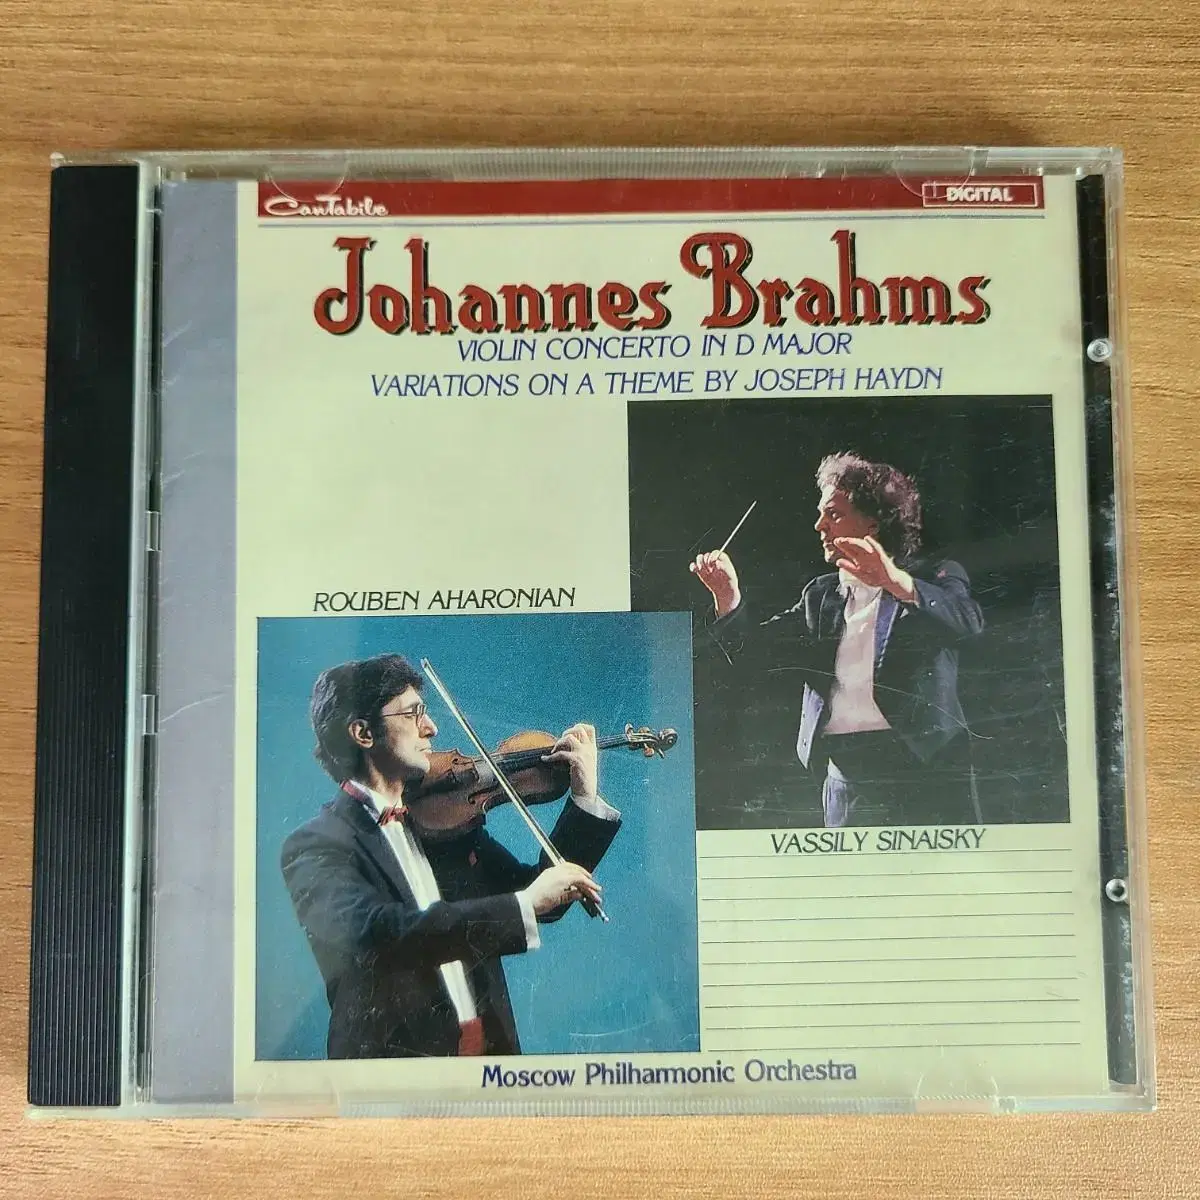 Cantabile
DIGITAL
Johannes Brahms
VIOLIN CONCERTO IN D MAJOR
VARIATIONS ON A THEME BY JOSEPH HAYDN
ROUBEN AHARONIAN
VASSILY SINAISKY
Moscow Philharmonic Orchestra